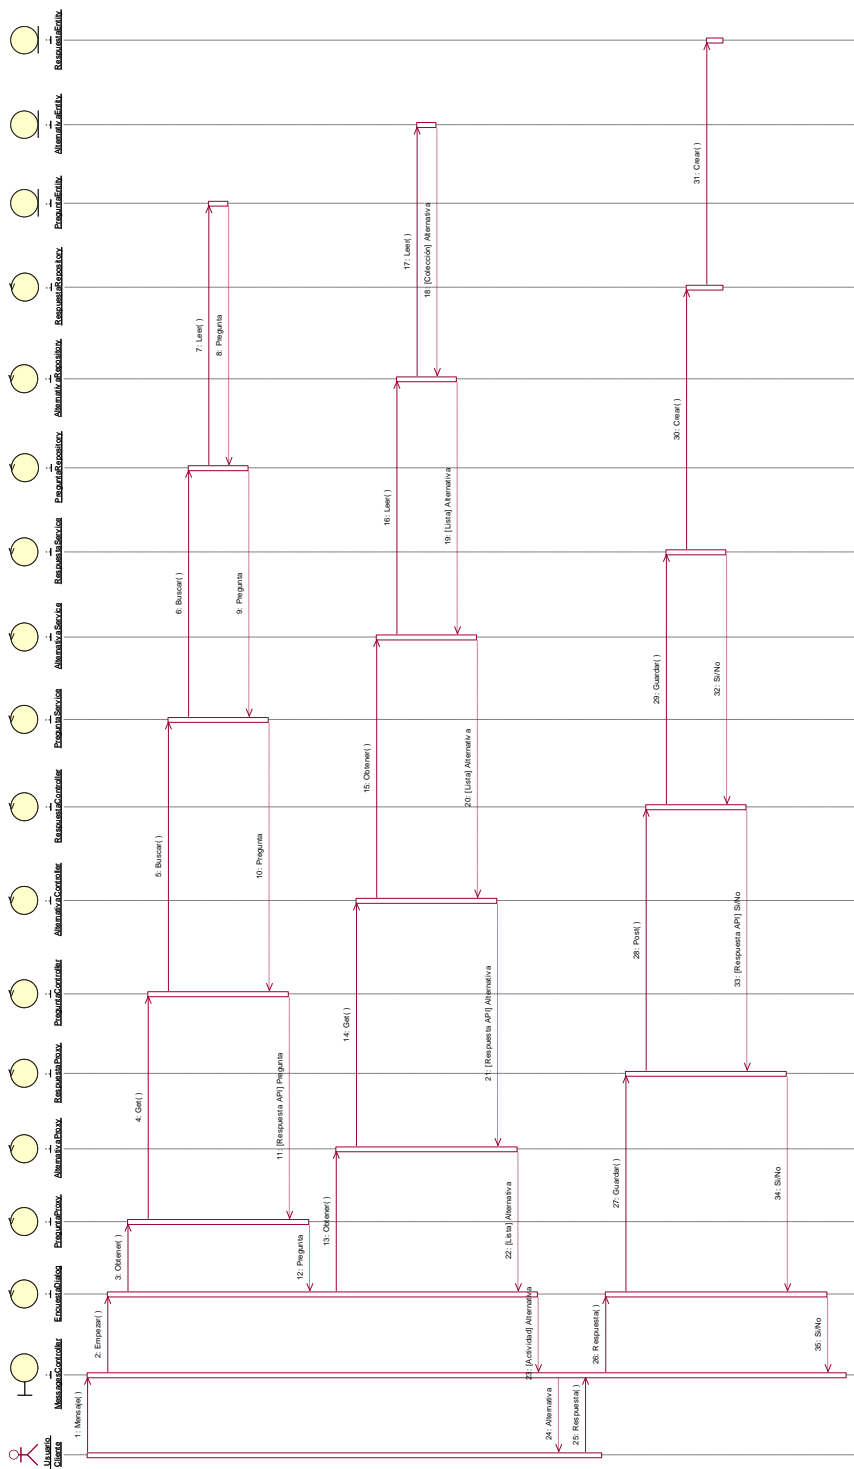 Usuario
Cliente
MessagesController
EncuestaDialog
PreguntaProxy
AlternativaProxy
RespuestaProxy
PreguntaController
AlternativaController
RespuestaController
PreguntaService
AlternativaService
RespuestaService
PreguntaRepository
AlternativaRepository
RespuestaRepository
PreguntaEntity
AlternativaEntity
RespuestaEntity
1: Mensaje( )
2: Empezar( )
3: Obtener( )
4: Get( )
5: Buscar( )
6: Buscar( )
7: Leer( )
8: Pregunta
9: Pregunta
10: Pregunta
11: [Respuesta API] Pregunta
12: Pregunta
13: Obtener( )
14: Get( )
15: Obtener( )
16: Leer( )
17: Leer( )
18: [Colección] Alternativa
19: [Lista] Alternativa
20: [Lista] Alternativa
21: [Respuesta API] Alternativa
22: [Lista] Alternativa
23: [Actividad] Alternativa
24: Alternativa
25: Respuesta( )
26: Respuesta( )
27: Guardar( )
28: Post( )
29: Guardar( )
30: Crear( )
31: Crear( )
32: Si/No
33: [Respuesta API] Si/No
34: Si/No
35: Si/No